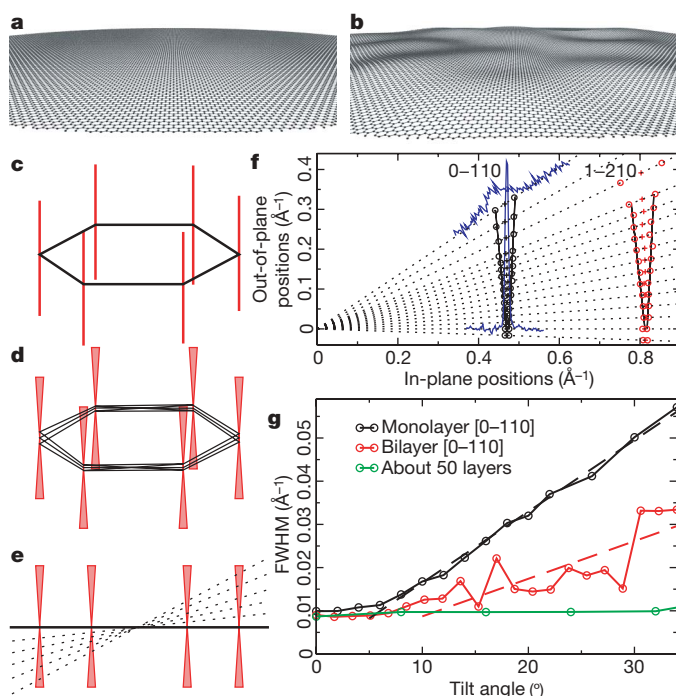 a
b
c
d
e
f
0–110
1–210
0.4
0.3
0.2
0.1
0
Out-of-plane
positions (Å⁻¹)
0 0.2 0.4 0.6 0.8
In-plane positions (Å⁻¹)
g
Monolayer [0–110]
Bilayer [0–110]
About 50 layers
0.05
0.04
0.03
0.02
0.01
0
FWHM (Å⁻¹)
0 10 20 30
Tilt angle (°)